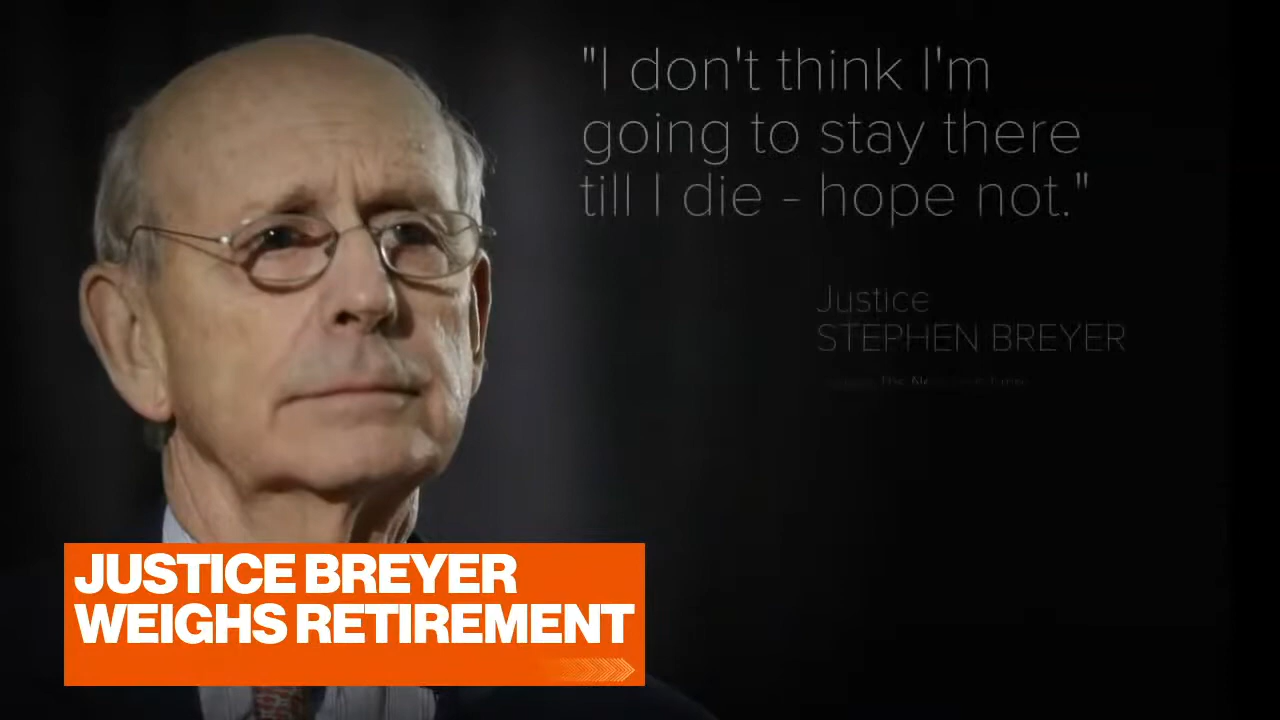 "I don't think I'm
going to stay there
till I die - hope not."
Justice
STEPHEN BREYER
JUSTICE BREYER
WEIGHS RETIREMENT